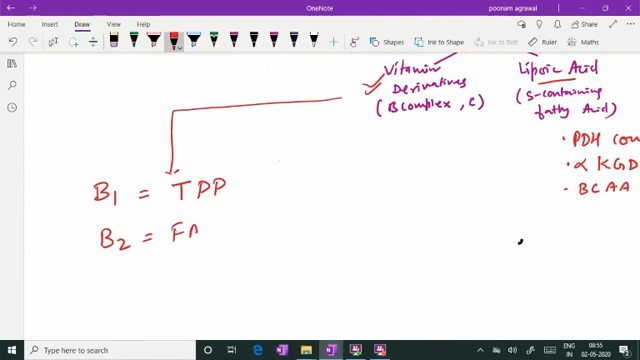 OneNote
poonam agrawal
Home Insert Draw View Help
Shapes Ink to Shape Ink to Text Ruler Maths
Vitamin
Derivatives
(B complex, C)
Lipoic Acid
(S-containing
fatty Acid)
• PDH com
• α KGD
- BCAA
B1 = TPP
B2 = FA
Type here to search
ENG
IN
08:55
02-05-2020